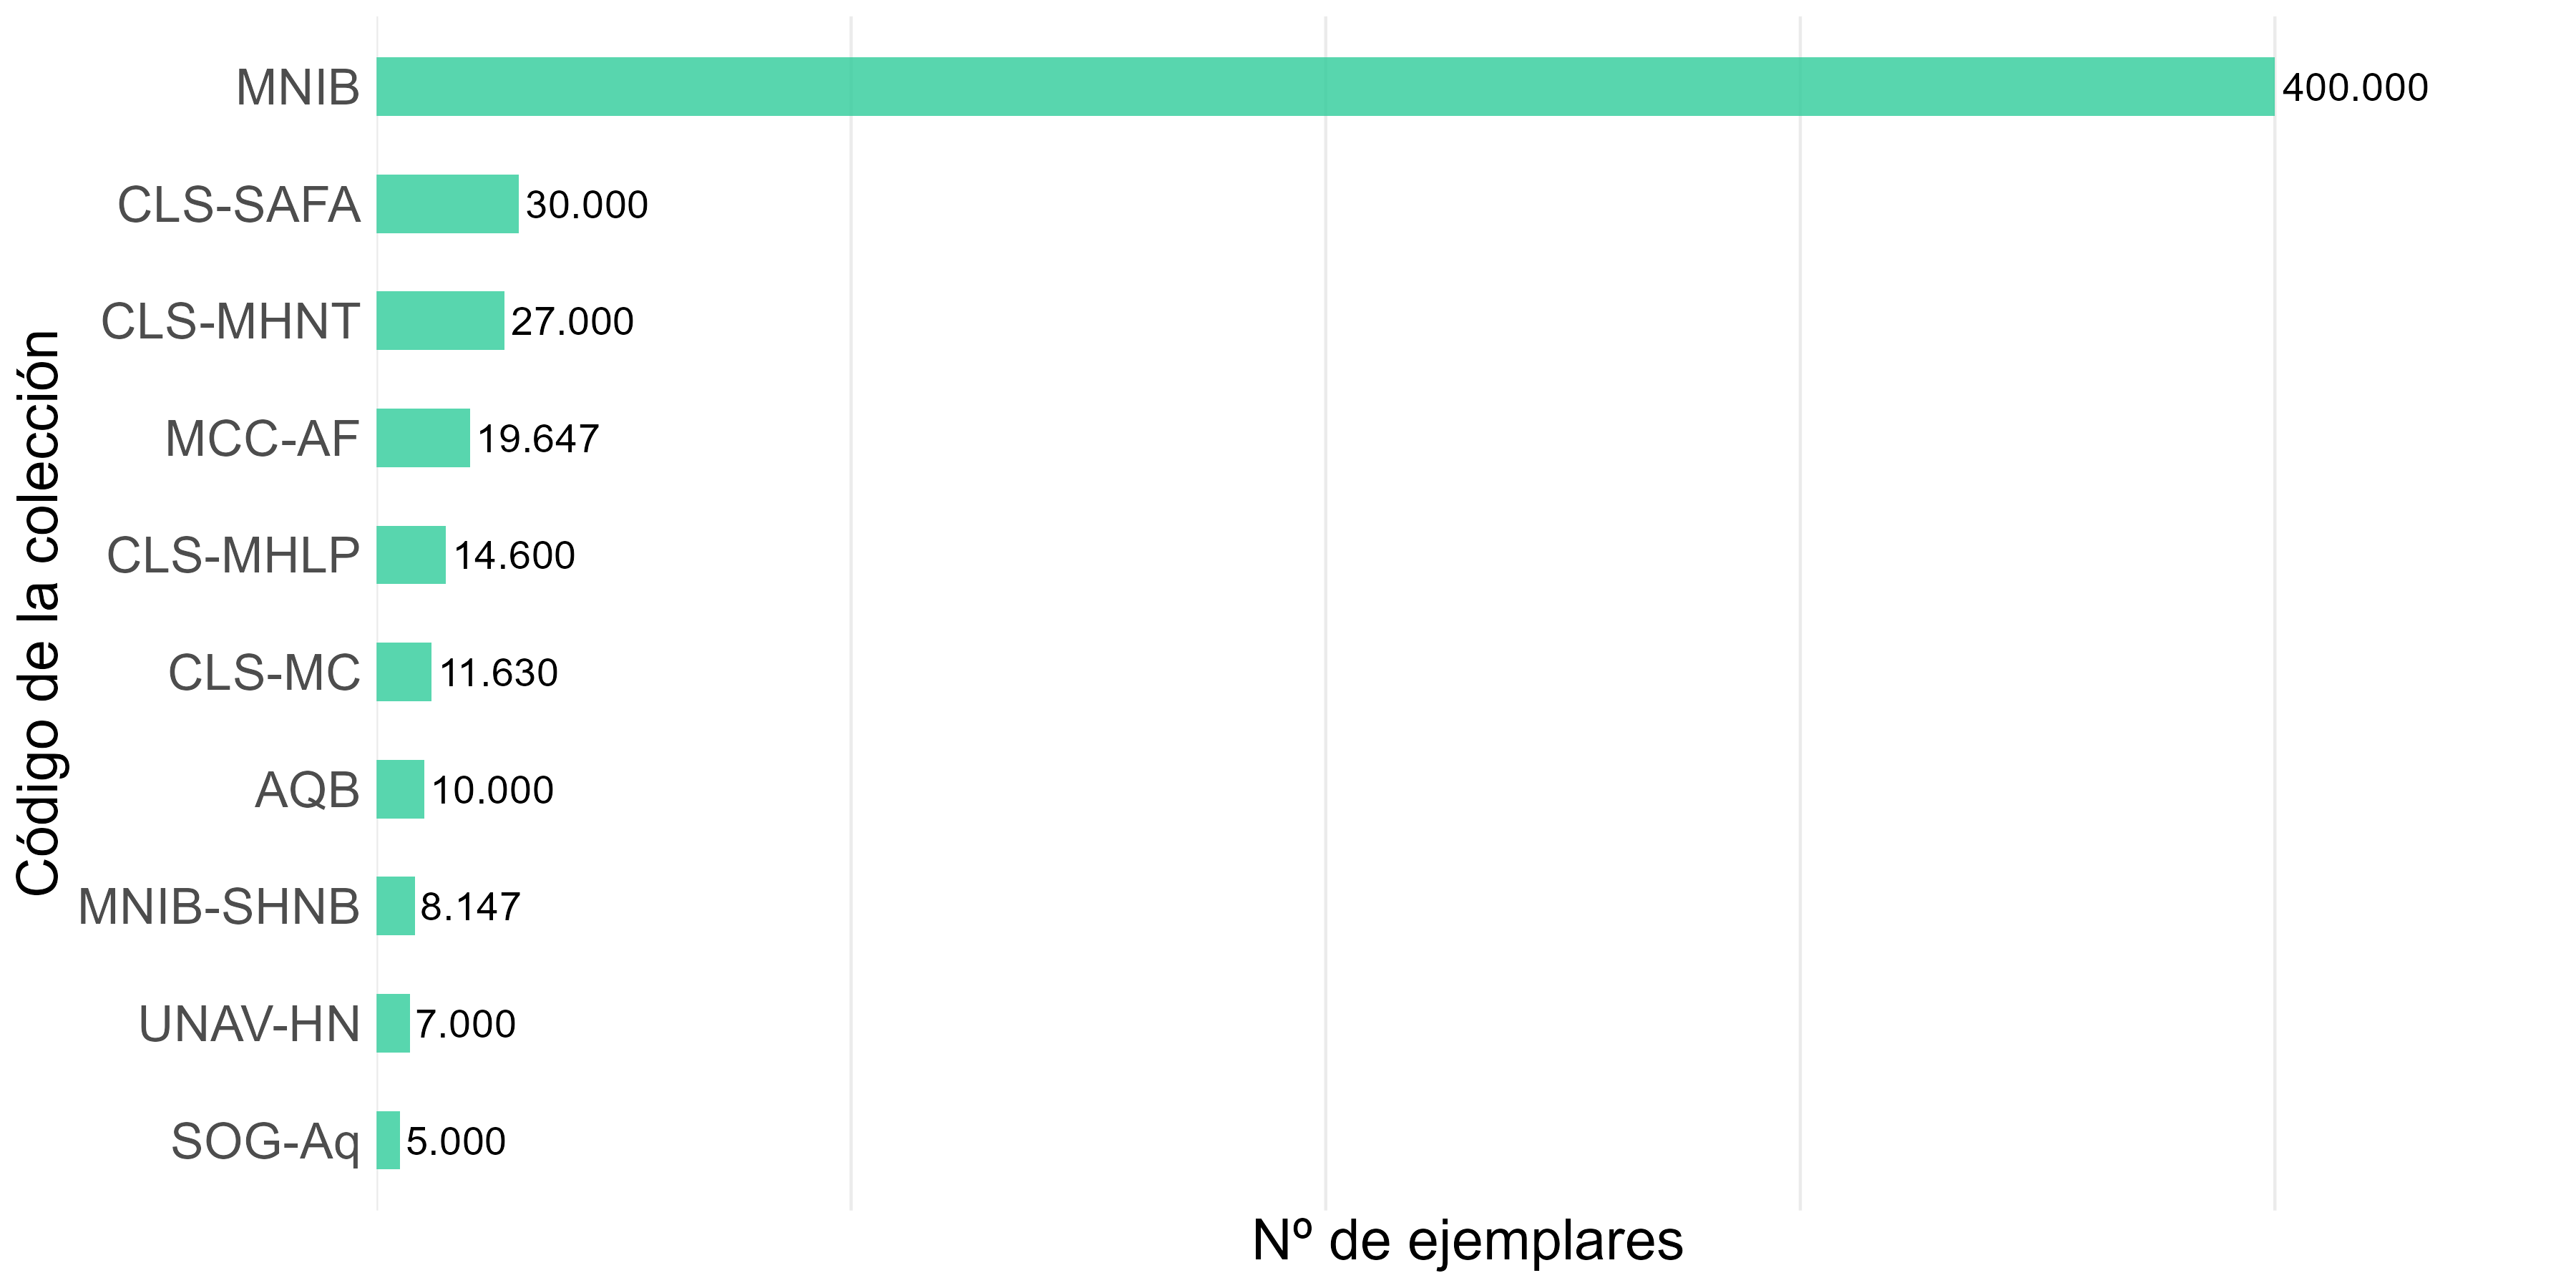 Código de la colección
MNIB 400.000
CLS-SAFA 30.000
CLS-MHNT 27.000
MCC-AF 19.647
CLS-MHLP 14.600
CLS-MC 11.630
AQB 10.000
MNIB-SHNB 8.147
UNAV-HN 7.000
SOG-Aq 5.000
Nº de ejemplares